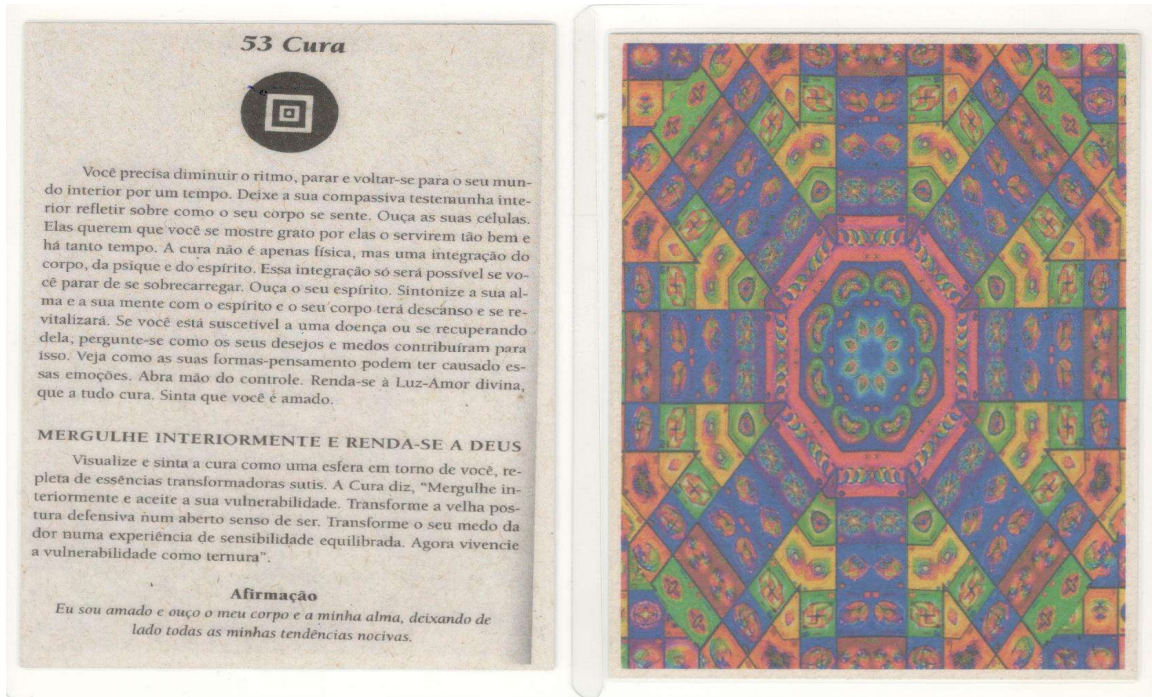 53 Cura
Você precisa diminuir o ritmo, parar e voltar-se para o seu mun-
do interior por um tempo. Deixe a sua compassiva testemunha inte-
rior refletir sobre como o seu corpo se sente. Ouça as suas células.
Elas querem que você se mostre grato por elas o servirem tão bem e
há tanto tempo. A cura não é apenas física, mas uma integração do
corpo, da psique e do espírito. Essa integração só será possível se vo-
cê parar de se sobrecarregar. Ouça o seu espírito. Sintonize a sua al-
ma e a sua mente com o espírito e o seu corpo terá descanso e se re-
vitalizará. Se você está suscetível a uma doença ou se recuperando
dela, pergunte-se como os seus desejos e medos contribuíram para
isso. Veja como as suas formas-pensamento podem ter causado es-
sas emoções. Abra mão do controle. Renda-se à Luz-Amor divina,
que a tudo cura. Sinta que você é amado.
MERGULHE INTERIORMENTE E RENDA-SE A DEUS
Visualize e sinta a cura como uma esfera em torno de você, re-
pleta de essências transformadoras sutis. A Cura diz, "Mergulhe in-
teriormente e aceite a sua vulnerabilidade. Transforme a velha pos-
tura defensiva num aberto senso de ser. Transforme o seu medo da
dor numa experiência de sensibilidade equilibrada. Agora vivencie
a vulnerabilidade como ternura".
Afirmação
Eu sou amado e ouço o meu corpo e a minha alma, deixando de
lado todas as minhas tendências nocivas.